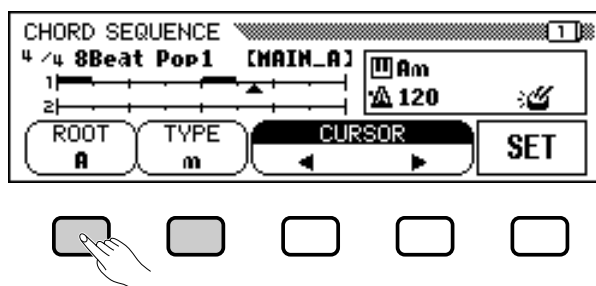 CHORD SEQUENCE 1
4/4 8Beat Pop1 [MAIN_A]
Am
1
120
2
ROOT TYPE CURSOR SET
A m